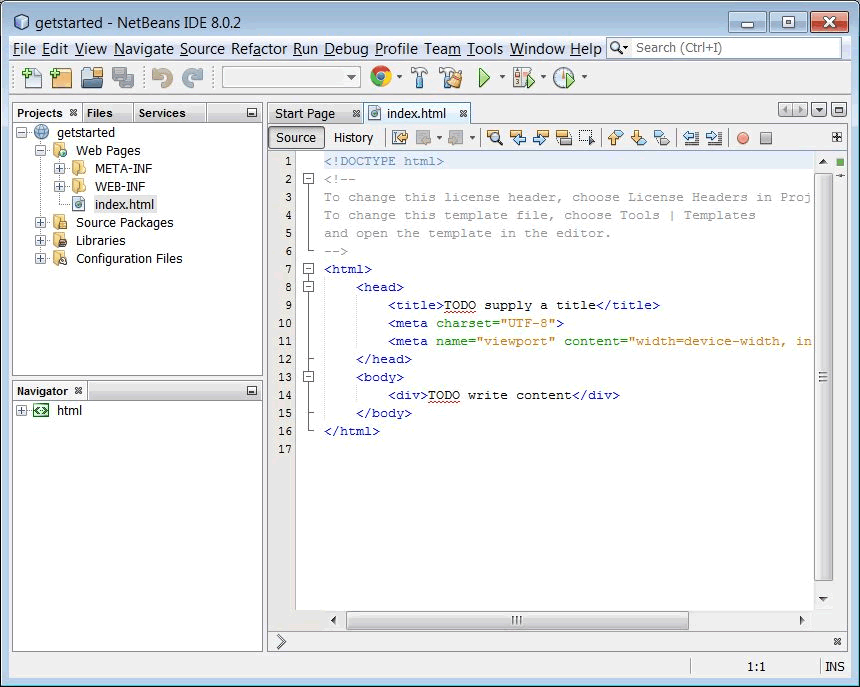 getstarted - NetBeans IDE 8.0.2
File Edit View Navigate Source Refactor Run Debug Profile Team Tools Window Help Search (Ctrl+I)
Projects Files Services
getstarted
Web Pages
META-INF
WEB-INF
index.html
Source Packages
Libraries
Configuration Files
Navigator
html
Start Page index.html
Source History
1 <!DOCTYPE html>
2 <!--
3 To change this license header, choose License Headers in Proj
4 To change this template file, choose Tools | Templates
5 and open the template in the editor.
6 -->
7 <html>
8 <head>
9 <title>TODO supply a title</title>
10 <meta charset="UTF-8">
11 <meta name="viewport" content="width=device-width, in
12 </head>
13 <body>
14 <div>TODO write content</div>
15 </body>
16 </html>
17
1:1 INS